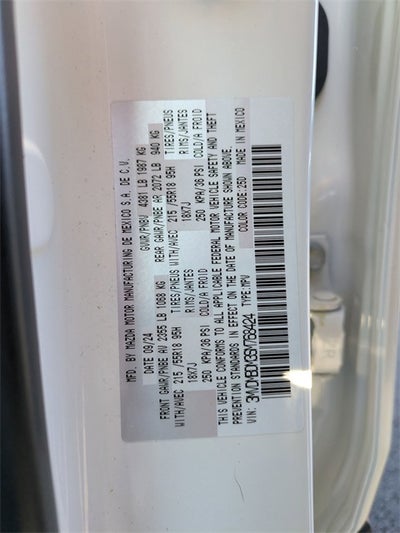 MFD. BY MAZDA MOTOR MANUFACTURING DE MEXICO S.A. DE C.V.
DATE 09/24 GVWR/PNBV 4381 LB 1987 KG
FRONT GAWR/PNBE AV 2355 LB 1068 KG REAR GAWR/PNBE AR 2072 LB 940 KG
TIRES/PNEUS TIRES/PNEUS
WITH/AVEC 215 /55R18 95H WITH/AVEC 215 /55R18 95H
RIMS/JANTES RIMS/JANTES
18X7J 18X7J
250 KPA/36 PSI COLD/A FROID 250 KPA/36 PSI COLD/A FROID
THIS VEHICLE CONFORMS TO ALL APPLICABLE FEDERAL MOTOR VEHICLE SAFETY AND THEFT
PREVENTION STANDARDS IN EFFECT ON THE DATE OF MANUFACTURE SHOWN ABOVE.
COLOR CODE:25D MADE IN MEXICO
VIN: TYPE:MPV